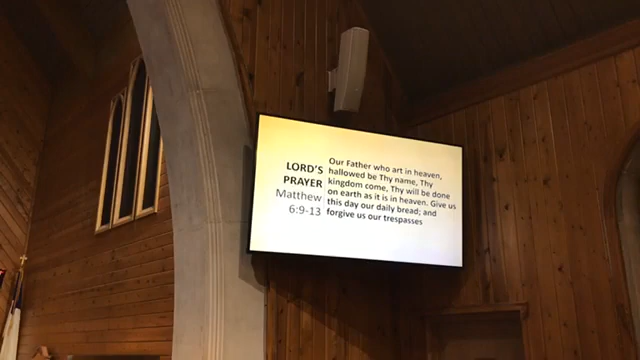 LORD'S
PRAYER
Matthew
6:9-13
Our Father who art in heaven,
hallowed be Thy name, Thy
kingdom come, Thy will be done
on earth as it is in heaven. Give us
this day our daily bread; and
forgive us our trespasses